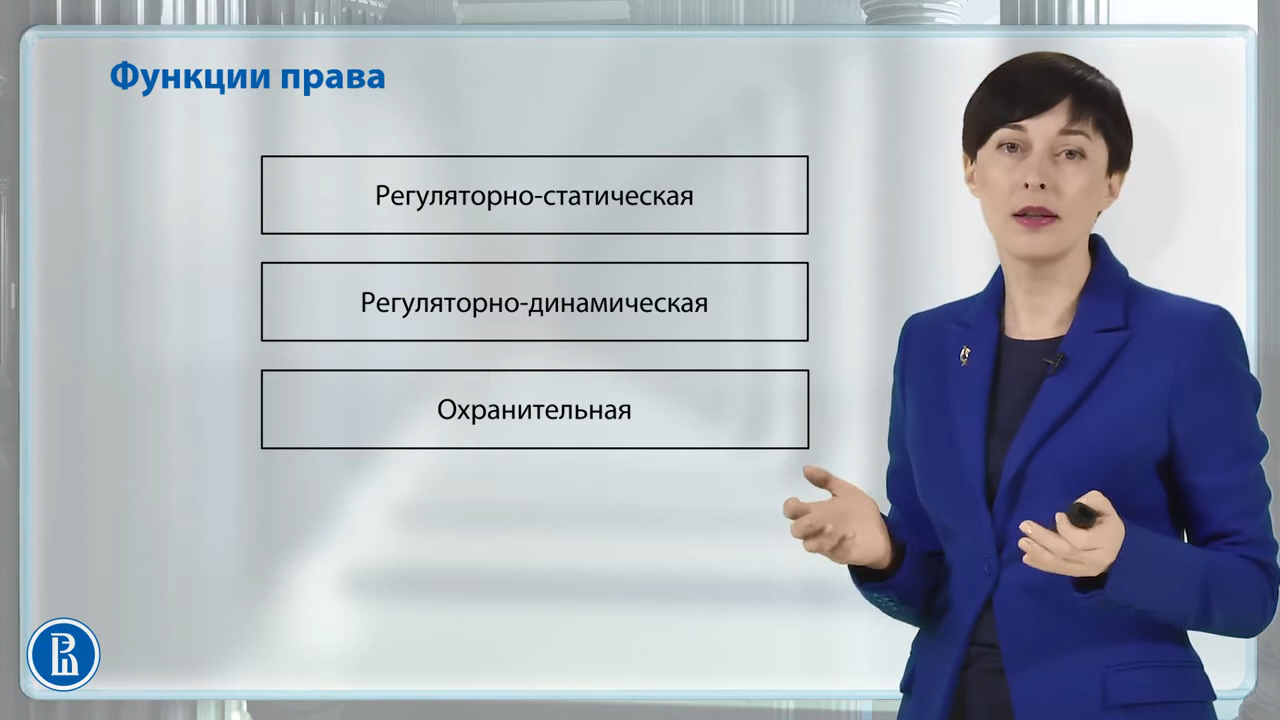 Функции права
Регуляторно-статическая
Регуляторно-динамическая
Охранительная